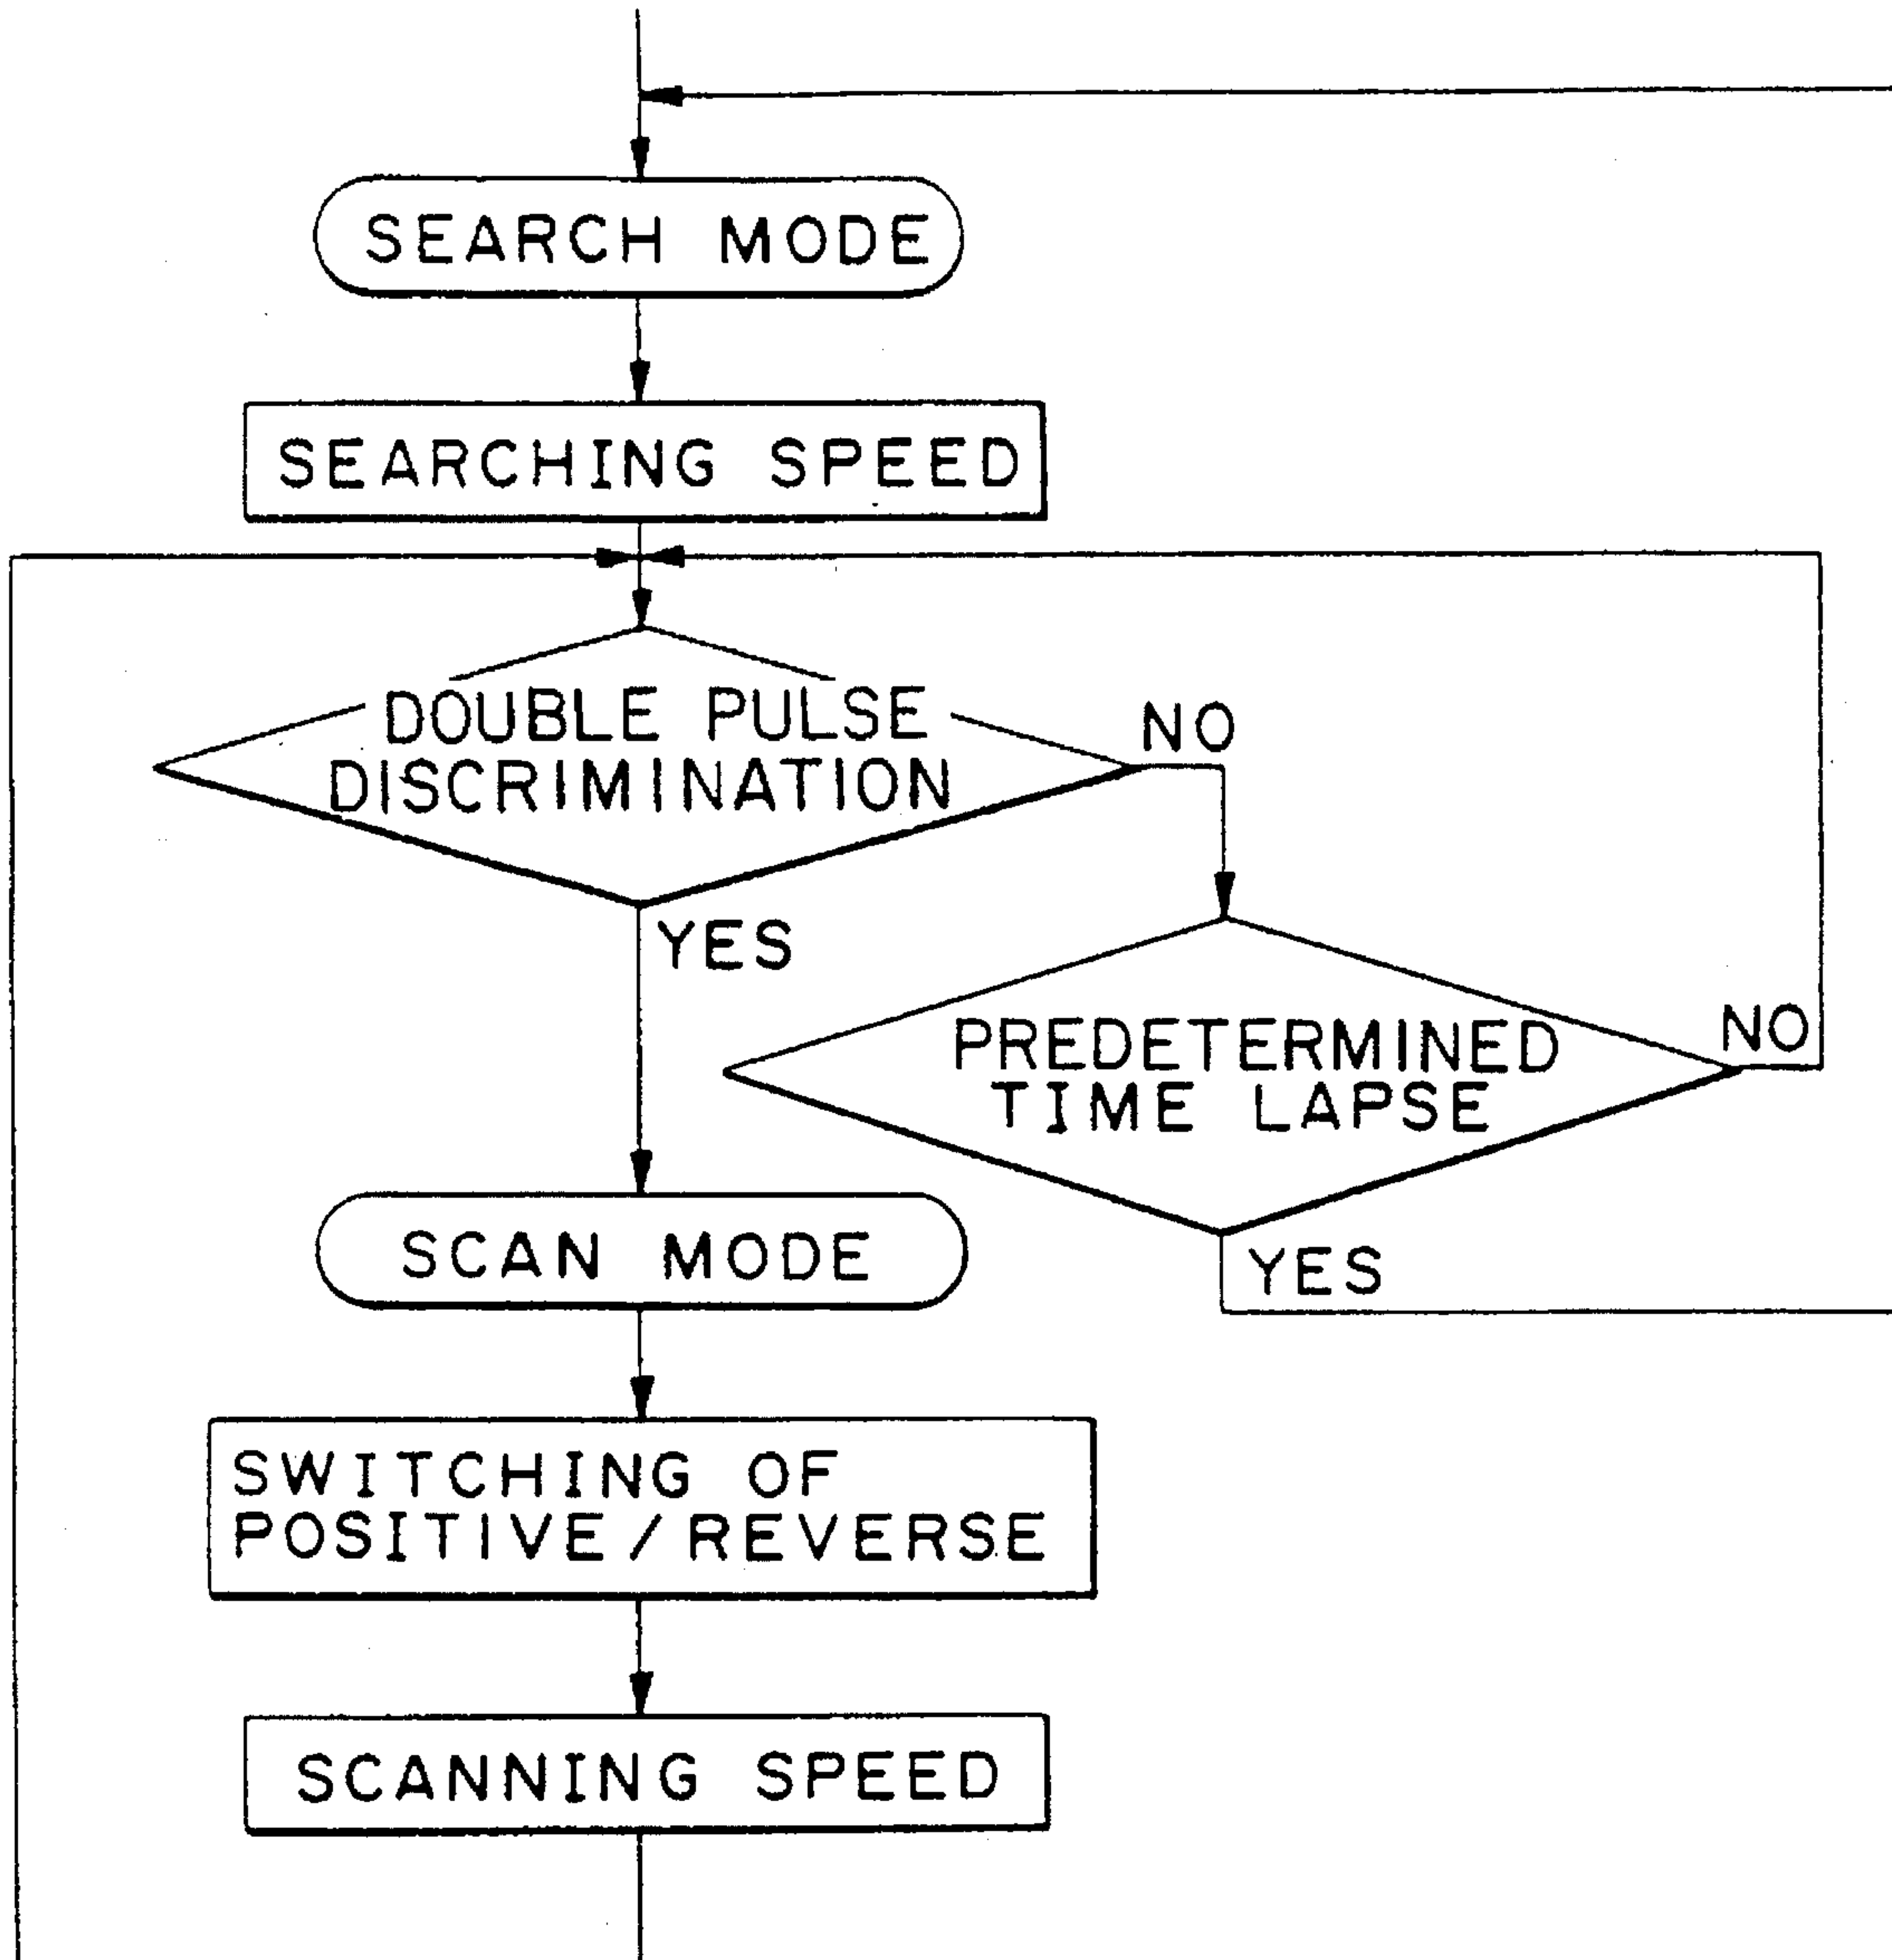 SEARCH MODE
SEARCHING SPEED
DOUBLE PULSE
DISCRIMINATION
NO
YES
PREDETERMINED
TIME LAPSE
NO
YES
SCAN MODE
SWITCHING OF
POSITIVE/REVERSE
SCANNING SPEED